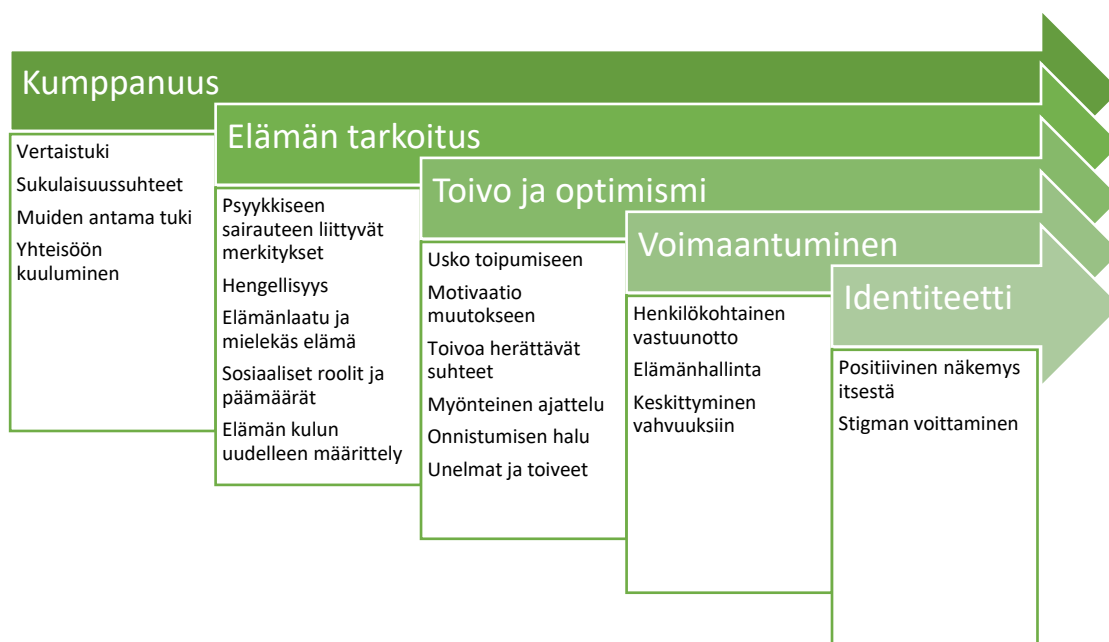 Kumppanuus
Vertaistuki
Sukulaisuussuhteet
Muiden antama tuki
Yhteisöön
kuuluminen
Elämän tarkoitus
Psyykkiseen
sairauteen liittyvät
merkitykset
Hengellisyys
Elämänlaatu ja
mielekäs elämä
Sosiaaliset roolit ja
päämäärät
Elämän kulun
uudelleen määrittely
Toivo ja optimismi
Usko toipumiseen
Motivaatio
muutokseen
Toivoa herättävät
suhteet
Myönteinen ajattelu
Onnistumisen halu
Unelmat ja toiveet
Voimaantuminen
Henkilökohtainen
vastuunotto
Elämänhallinta
Keskittyminen
vahvuuksiin
Identiteetti
Positiivinen näkemys
itsestä
Stigman voittaminen